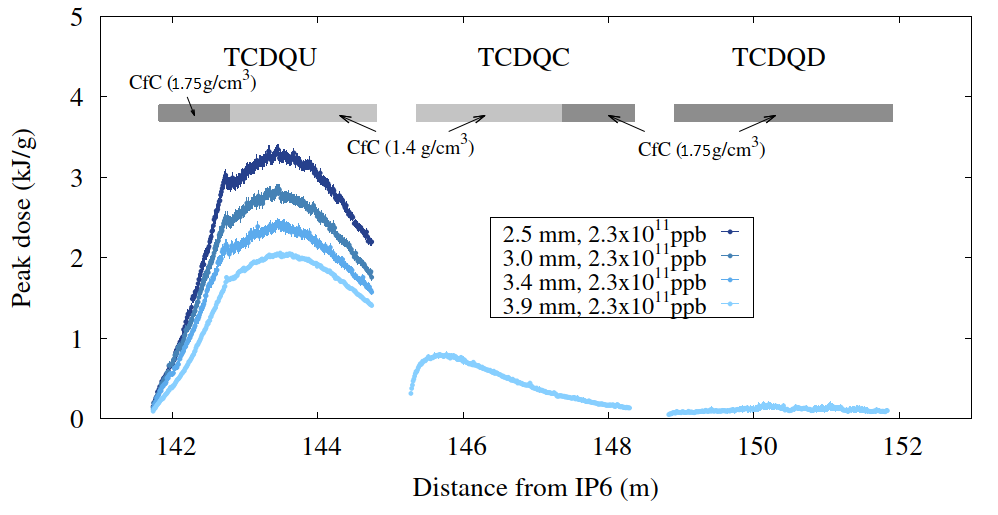 5
4
3
2
1
0
Peak dose (kJ/g)
TCDQU
TCDQC
TCDQD
CfC (1.75g/cm³)
CfC (1.4 g/cm³)
CfC (1.75g/cm³)
2.5 mm, 2.3x10¹¹ppb
3.0 mm, 2.3x10¹¹ppb
3.4 mm, 2.3x10¹¹ppb
3.9 mm, 2.3x10¹¹ppb
142
144
146
148
150
152
Distance from IP6 (m)